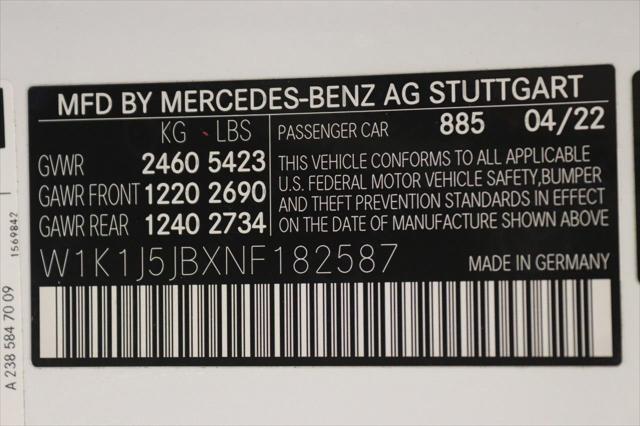 MFD BY MERCEDES-BENZ AG STUTTGART
KG LBS
GVWR 2460 5423
GAWR FRONT 1220 2690
GAWR REAR 1240 2734
PASSENGER CAR 885 04/22
THIS VEHICLE CONFORMS TO ALL APPLICABLE
U.S. FEDERAL MOTOR VEHICLE SAFETY,BUMPER
AND THEFT PREVENTION STANDARDS IN EFFECT
ON THE DATE OF MANUFACTURE SHOWN ABOVE
W1K1J5JBXNF182587
MADE IN GERMANY
A 238 584 70 09
1569842